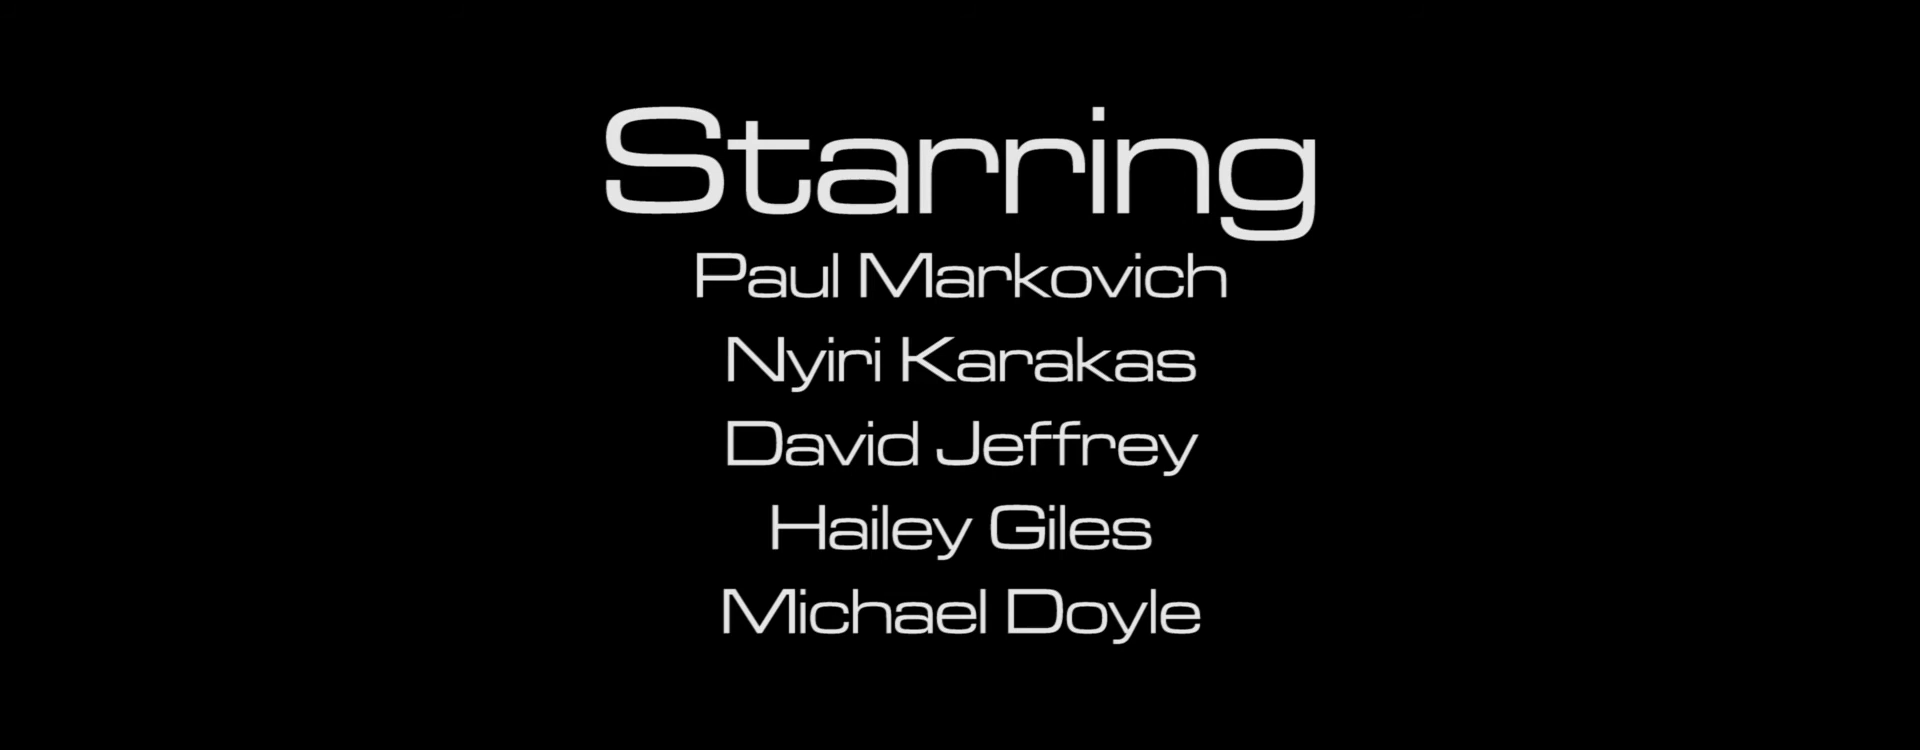 Starring
Paul Markovich
Nyiri Karakas
David Jeffrey
Hailey Giles
Michael Doyle